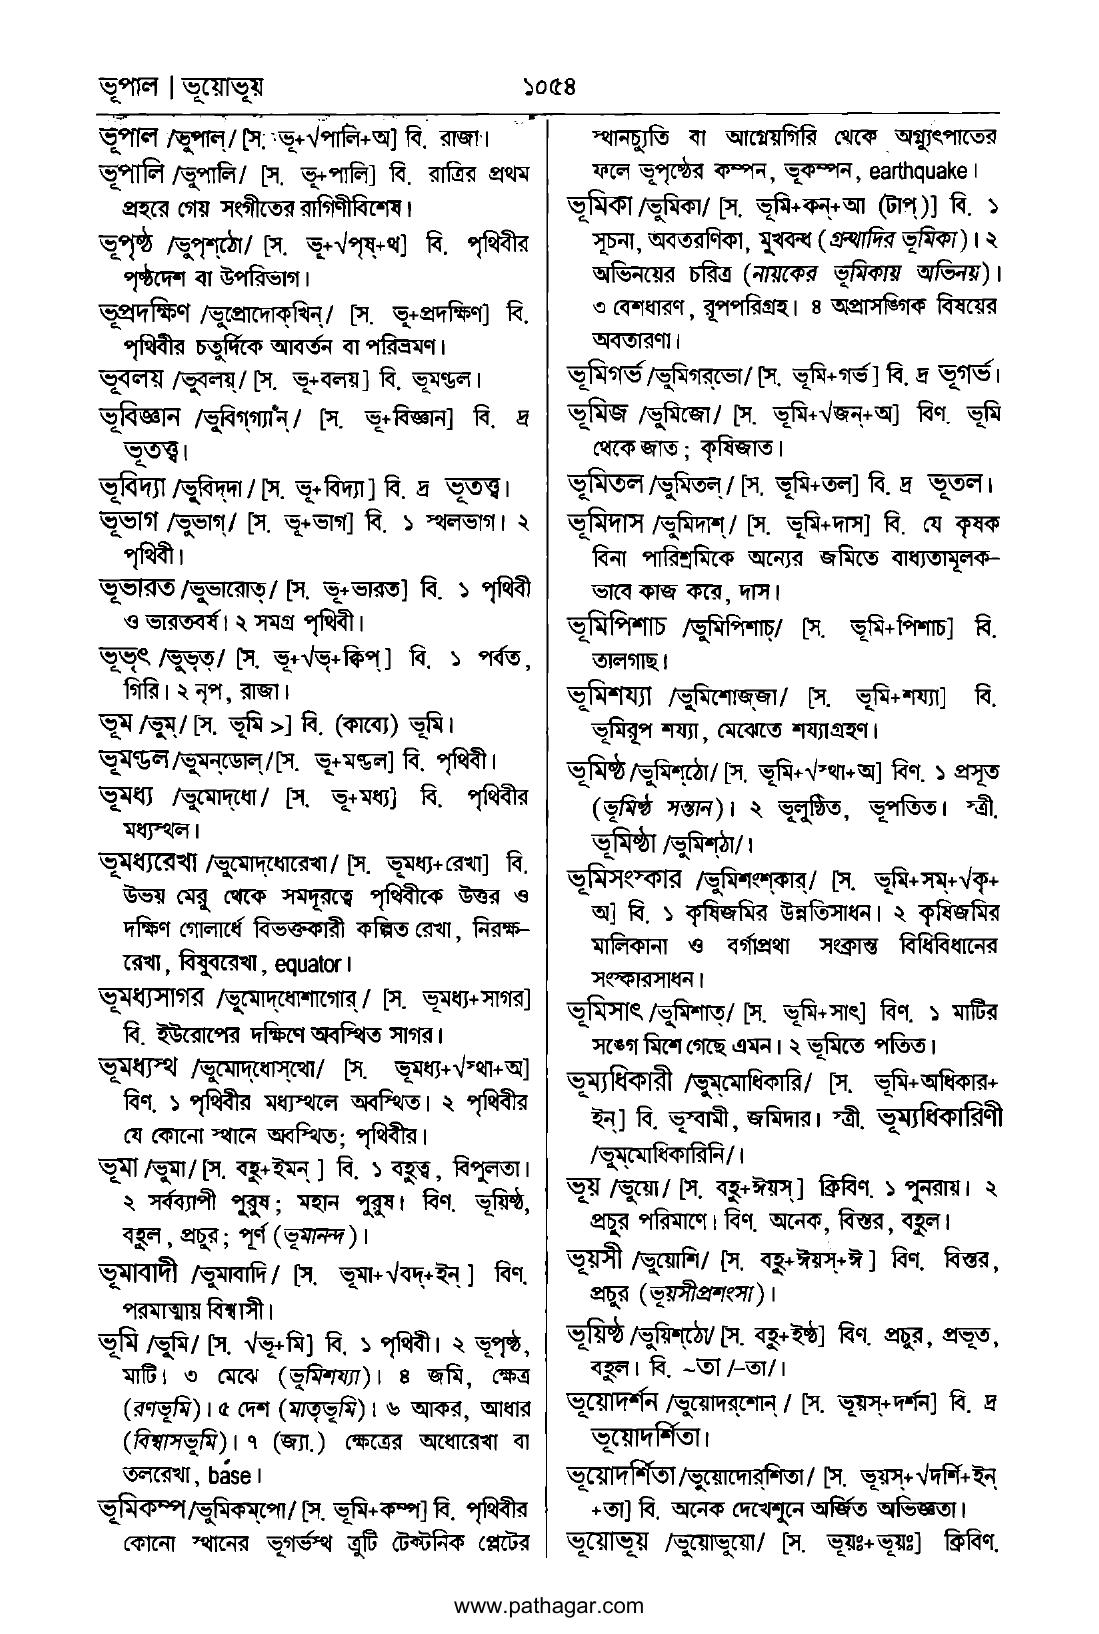 ভূপাল | ভূয়োভূয়
১০৫৪
ভূপাল /ভুপাল্/ [স. ভূ+√পালি+অ] বি. রাজা।
ভূপালি /ভুপালি/ [স. ভূ+পালি] বি. রাত্রির প্রথম
প্রহরে গেয় সংগীতের রাগিণীবিশেষ।
ভূপৃষ্ঠ /ভুপৃশ্‌ঠো/ [স. ভূ+√পৃষ্+থ] বি. পৃথিবীর
পৃষ্ঠদেশ বা উপরিভাগ।
ভূপ্রদক্ষিণ /ভুপ্রোদোক্‌খিন্/ [স. ভূ+প্রদক্ষিণ] বি.
পৃথিবীর চতুর্দিকে আবর্তন বা পরিভ্রমণ।
ভূবলয় /ভুবলয়্/ [স. ভূ+বলয়] বি. ভূমণ্ডল।
ভূবিজ্ঞান /ভুবিগ্‌গ্যাঁন্/ [স. ভূ+বিজ্ঞান] বি. দ্র
ভূতত্ত্ব।
ভূবিদ্যা /ভুবিদ্‌দা/ [স. ভূ+বিদ্যা] বি. দ্র ভূতত্ত্ব।
ভূভাগ /ভুভাগ্/ [স. ভূ+ভাগ] বি. ১ স্থলভাগ। ২
পৃথিবী।
ভূভারত /ভুভারোত্/ [স. ভূ+ভারত] বি. ১ পৃথিবী
ও ভারতবর্ষ। ২ সমগ্র পৃথিবী।
ভূভৃৎ /ভুভৃত্/ [স. ভূ+√ভৃ+ক্বিপ্] বি. ১ পর্বত,
গিরি। ২ নৃপ, রাজা।
ভূম /ভুম্/ [স. ভূমি >] বি. (কাব্যে) ভূমি।
ভূমণ্ডল /ভুমন্‌ডোল্/ [স. ভূ+মণ্ডল] বি. পৃথিবী।
ভূমধ্য /ভুমোদ্‌ধো/ [স. ভূ+মধ্য] বি. পৃথিবীর
মধ্যস্থল।
ভূমধ্যরেখা /ভুমোদ্‌ধোরেখা/ [স. ভূমধ্য+রেখা] বি.
উভয় মেরু থেকে সমদূরত্বে পৃথিবীকে উত্তর ও
দক্ষিণ গোলার্ধে বিভক্তকারী কল্পিত রেখা, নিরক্ষ-
রেখা, বিষুবরেখা, equator।
ভূমধ্যসাগর /ভুমোদ্‌ধোশাগোর্/ [স. ভূমধ্য+সাগর]
বি. ইউরোপের দক্ষিণে অবস্থিত সাগর।
ভূমধ্যস্থ /ভুমোদ্‌ধোস্‌থো/ [স. ভূমধ্য+√স্থা+অ]
বিণ. ১ পৃথিবীর মধ্যস্থলে অবস্থিত। ২ পৃথিবীর
যে কোনো স্থানে অবস্থিত; পৃথিবীর।
ভূমা /ভুমা/ [স. বহু+ইমন্] বি. ১ বহুত্ব, বিপুলতা।
২ সর্বব্যাপী পুরুষ; মহান পুরুষ। বিণ. ভূয়িষ্ঠ,
বহুল, প্রচুর; পূর্ণ (ভূমানন্দ)।
ভূমাবাদী /ভুমাবাদি/ [স. ভূমা+√বদ্+ইন্] বিণ.
পরমাত্মায় বিশ্বাসী।
ভূমি /ভুমি/ [স. √ভূ+মি] বি. ১ পৃথিবী। ২ ভূপৃষ্ঠ,
মাটি। ৩ মেঝে (ভূমিশয্যা)। ৪ জমি, ক্ষেত্র
(রণভূমি)। ৫ দেশ (মাতৃভূমি)। ৬ আকর, আধার
(বিশ্বাসভূমি)। ৭ (জ্যা.) ক্ষেত্রের অধোরেখা বা
তলরেখা, base।
ভূমিকম্প /ভুমিকম্‌পো/ [স. ভূমি+কম্প] বি. পৃথিবীর
কোনো স্থানের ভূগর্ভস্থ ত্রুটি টেকটনিক প্লেটের
স্থানচ্যুতি বা আগ্নেয়গিরি থেকে অগ্ন্যুৎপাতের
ফলে ভূপৃষ্ঠের কম্পন, ভূকম্পন, earthquake।
ভূমিকা /ভুমিকা/ [স. ভূমি+কন্+আ (টাপ্)] বি. ১
সূচনা, অবতরণিকা, মুখবন্ধ (গ্রন্থাদির ভূমিকা)। ২
অভিনয়ের চরিত্র (নায়কের ভূমিকায় অভিনয়)।
৩ বেশধারণ, রূপপরিগ্রহ। ৪ অপ্রাসঙ্গিক বিষয়ের
অবতারণা।
ভূমিগর্ভ /ভুমিগর্‌ভো/ [স. ভূমি+গর্ভ] বি. দ্র ভূগর্ভ।
ভূমিজ /ভুমিজো/ [স. ভূমি+√জন্+অ] বিণ. ভূমি
থেকে জাত; কৃষিজাত।
ভূমিতল /ভুমিতল্/ [স. ভূমি+তল] বি. দ্র ভূতল।
ভূমিদাস /ভুমিদাশ্/ [স. ভূমি+দাস] বি. যে কৃষক
বিনা পারিশ্রমিকে অন্যের জমিতে বাধ্যতামূলক-
ভাবে কাজ করে, দাস।
ভূমিপিশাচ /ভুমিপিশাচ্/ [স. ভূমি+পিশাচ] বি.
তালগাছ।
ভূমিশয্যা /ভুমিশোজ্‌জা/ [স. ভূমি+শয্যা] বি.
ভূমিরূপ শয্যা, মেঝেতে শয্যাগ্রহণ।
ভূমিষ্ঠ /ভুমিশ্‌ঠো/ [স. ভূমি+√স্থা+অ] বিণ. ১ প্রসূত
(ভূমিষ্ঠ সন্তান)। ২ ভূলুণ্ঠিত, ভূপতিত। স্ত্রী.
ভূমিষ্ঠা /ভুমিশ্‌ঠা/।
ভূমিসংস্কার /ভুমিশংশ্‌কার্/ [স. ভূমি+সম্+√কৃ+
অ] বি. ১ কৃষিজমির উন্নতিসাধন। ২ কৃষিজমির
মালিকানা ও বর্গাপ্রথা সংক্রান্ত বিধিবিধানের
সংস্কারসাধন।
ভূমিসাৎ /ভুমিশাত্/ [স. ভূমি+সাৎ] বিণ. ১ মাটির
সঙ্গে মিশে গেছে এমন। ২ ভূমিতে পতিত।
ভূম্যধিকারী /ভুম্‌মোধিকারি/ [স. ভূমি+অধিকার+
ইন্] বি. ভূস্বামী, জমিদার। স্ত্রী. ভূম্যধিকারিণী
/ভুম্‌মোধিকারিনি/।
ভূয় /ভুয়ো/ [স. বহু+ঈয়স্] ক্রিবিণ. ১ পুনরায়। ২
প্রচুর পরিমাণে। বিণ. অনেক, বিস্তর, বহুল।
ভূয়সী /ভুয়োশি/ [স. বহু+ঈয়স্+ঈ] বিণ. বিস্তর,
প্রচুর (ভূয়সীপ্রশংসা)।
ভূয়িষ্ঠ /ভুয়িশ্‌ঠো/ [স. বহু+ইষ্ঠ] বিণ. প্রচুর, প্রভূত,
বহুল। বি. ~তা /-তা/।
ভূয়োদর্শন /ভুয়োদর্‌শোন্/ [স. ভূয়স্+দর্শন] বি. দ্র
ভূয়োদর্শিতা।
ভূয়োদর্শিতা /ভুয়োদোর্‌শিতা/ [স. ভূয়স্+√দর্শি+ইন্
+তা] বি. অনেক দেখেশুনে অর্জিত অভিজ্ঞতা।
ভূয়োভূয় /ভুয়োভুয়ো/ [স. ভূয়ঃ+ভূয়ঃ] ক্রিবিণ.
www.pathagar.com